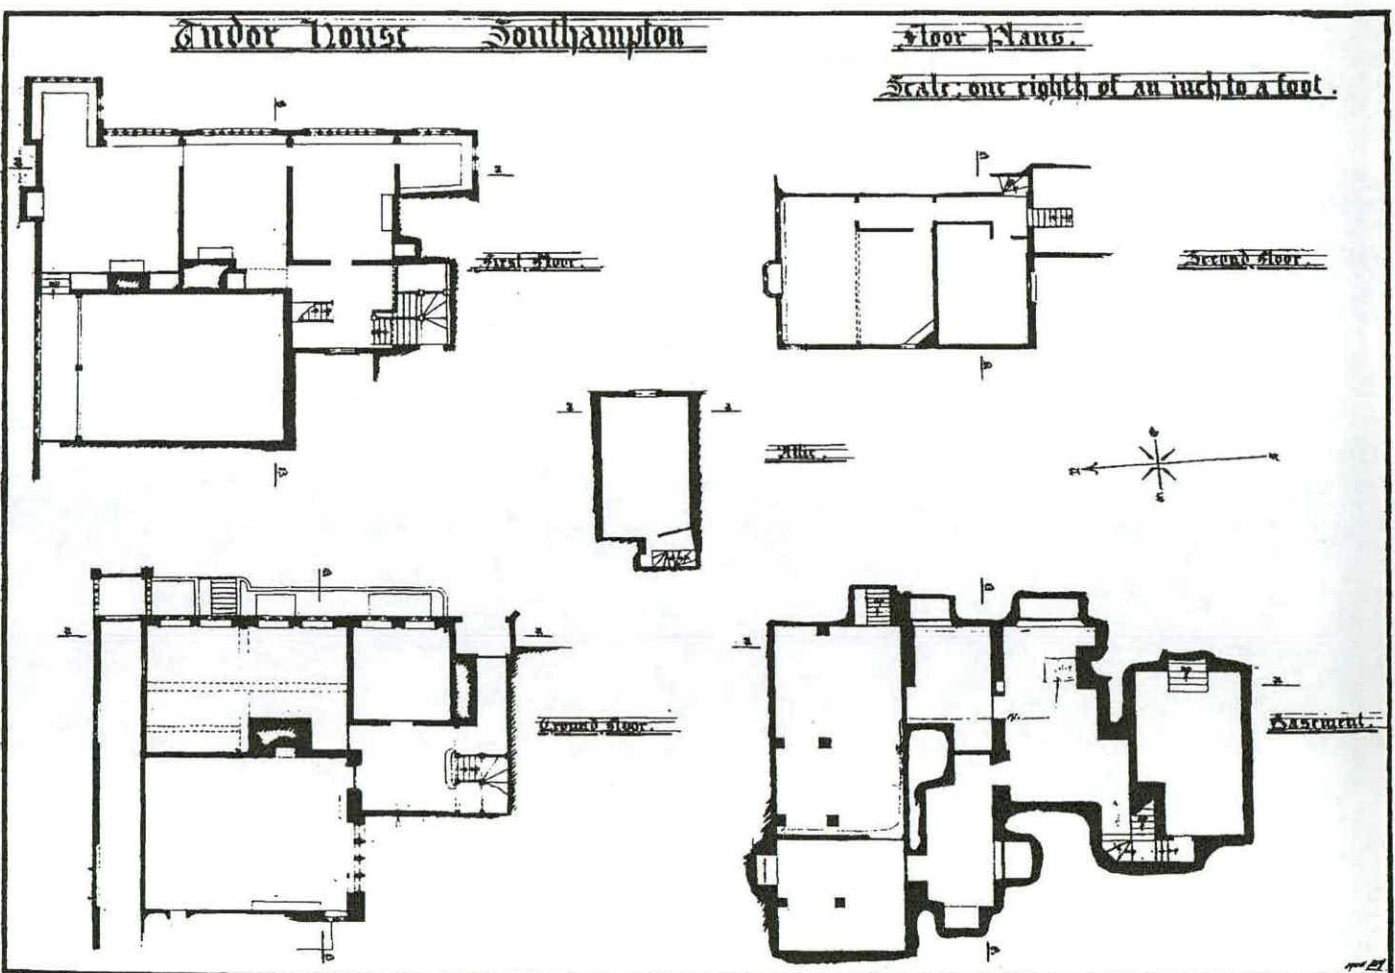 Tudor House Southampton
Floor Plans.
Scale: one eighth of an inch to a foot.
First Floor.
Second Floor.
Attic.
Ground Floor.
Basement.